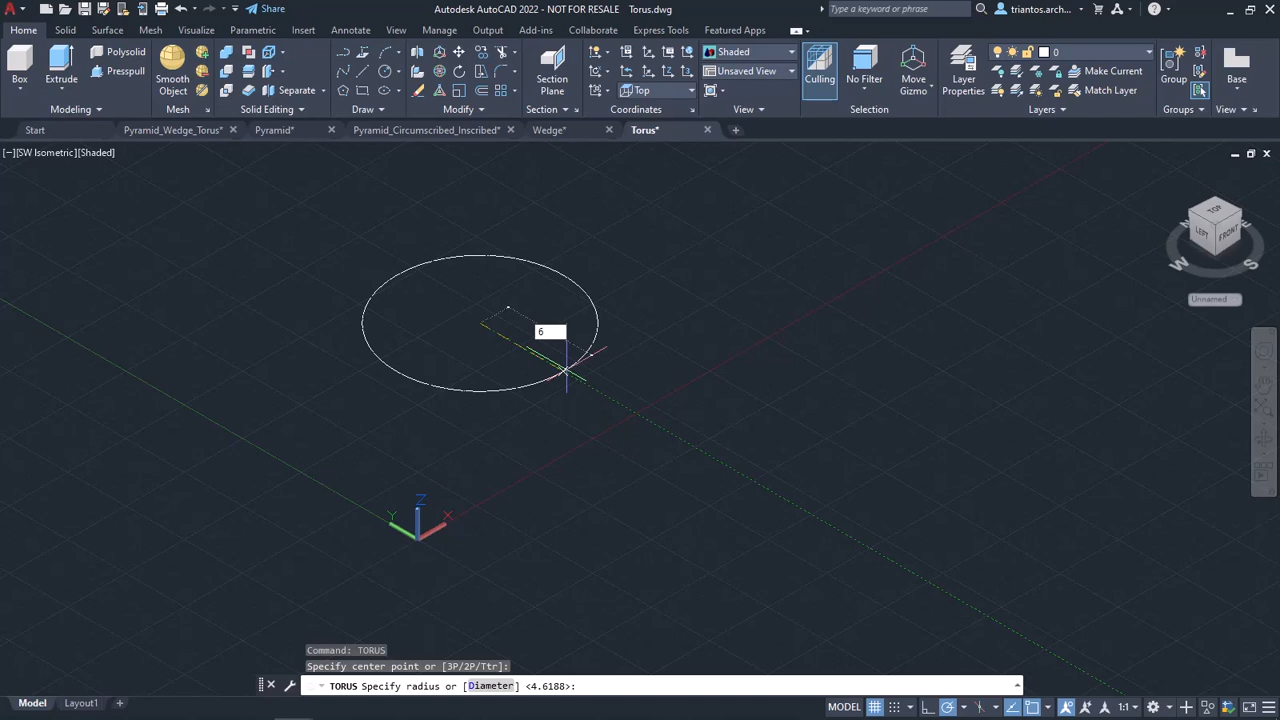 Share
Autodesk AutoCAD 2022 - NOT FOR RESALE Torus.dwg
Type a keyword or phrase
triantos.arch...
Home Solid Surface Mesh Visualize Parametric Insert Annotate View Manage Output Add-ins Collaborate Express Tools Featured Apps
Box
Extrude
Polysolid
Presspull
Smooth Object
Separate
Section Plane
Top
Shaded
Unsaved View
Culling
No Filter
Move Gizmo
Layer Properties
0
Make Current
Match Layer
Group
Base
Modeling Mesh Solid Editing Draw Modify Section Coordinates View Selection Layers Groups View
Start Pyramid_Wedge_Torus* Pyramid* Pyramid_Circumscribed_Inscribed* Wedge* Torus*
[−][SW Isometric][Shaded]
TOP
LEFT
FRONT
W
S
Unnamed
6
Z
Y
X
Command: TORUS
Specify center point or [3P/2P/Ttr]:
TORUS Specify radius or [Diameter] <4.6188>:
Model Layout1
MODEL
1:1